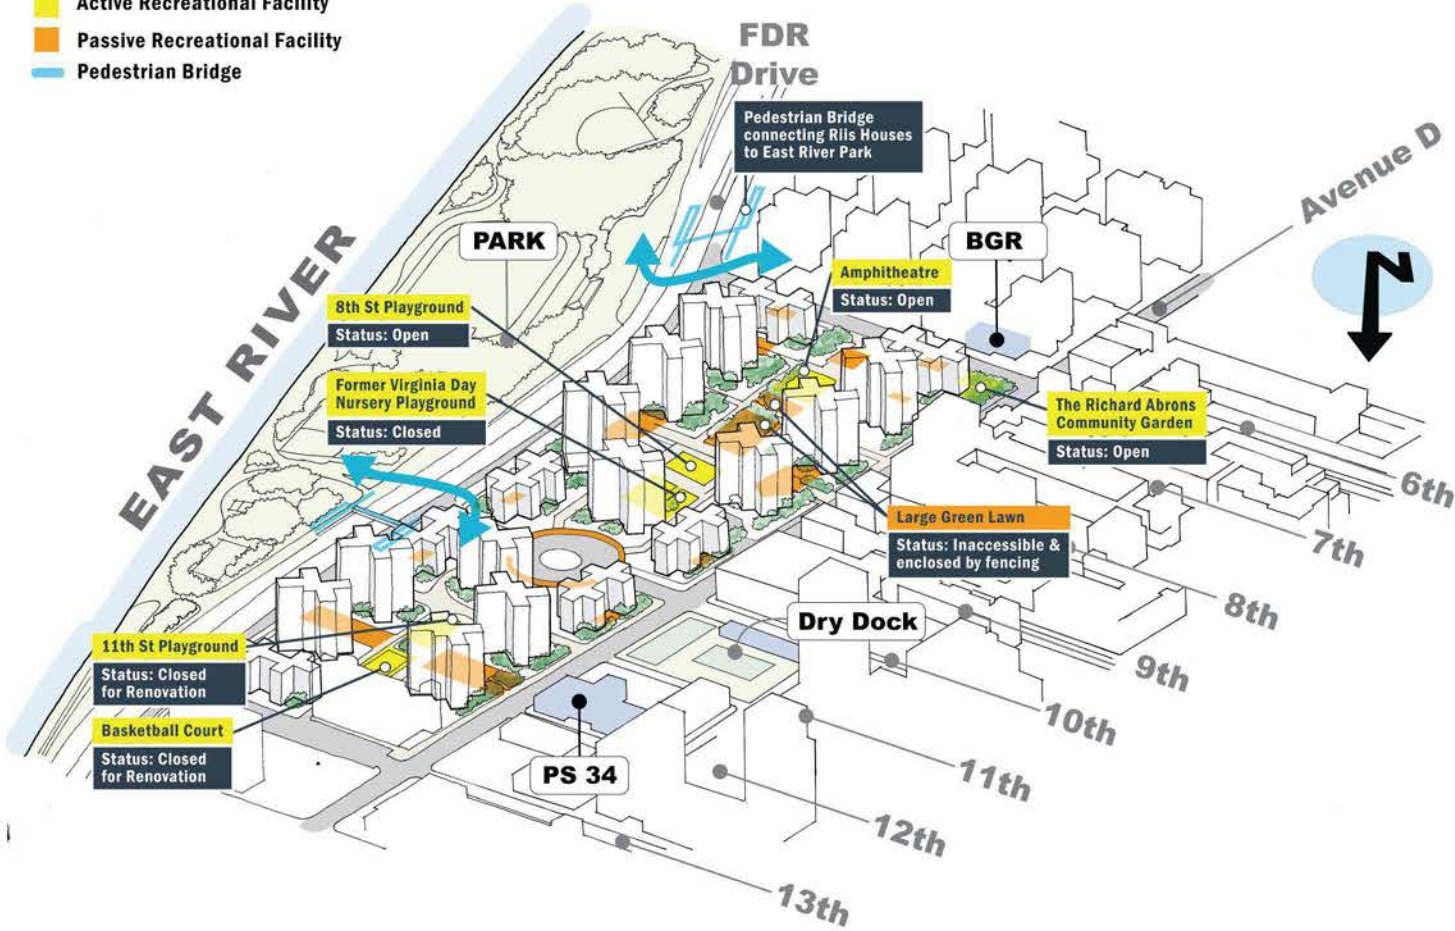 Active Recreational Facility
Passive Recreational Facility
Pedestrian Bridge
FDR
Drive
Pedestrian Bridge
connecting Riis Houses
to East River Park
Avenue D
PARK
BGR
N
EAST RIVER
Amphitheatre
Status: Open
8th St Playground
Status: Open
Former Virginia Day
Nursery Playground
Status: Closed
The Richard Abrons
Community Garden
Status: Open
6th
7th
Large Green Lawn
Status: Inaccessible &
enclosed by fencing
8th
Dry Dock
9th
11th St Playground
Status: Closed
for Renovation
10th
Basketball Court
Status: Closed
for Renovation
PS 34
11th
12th
13th